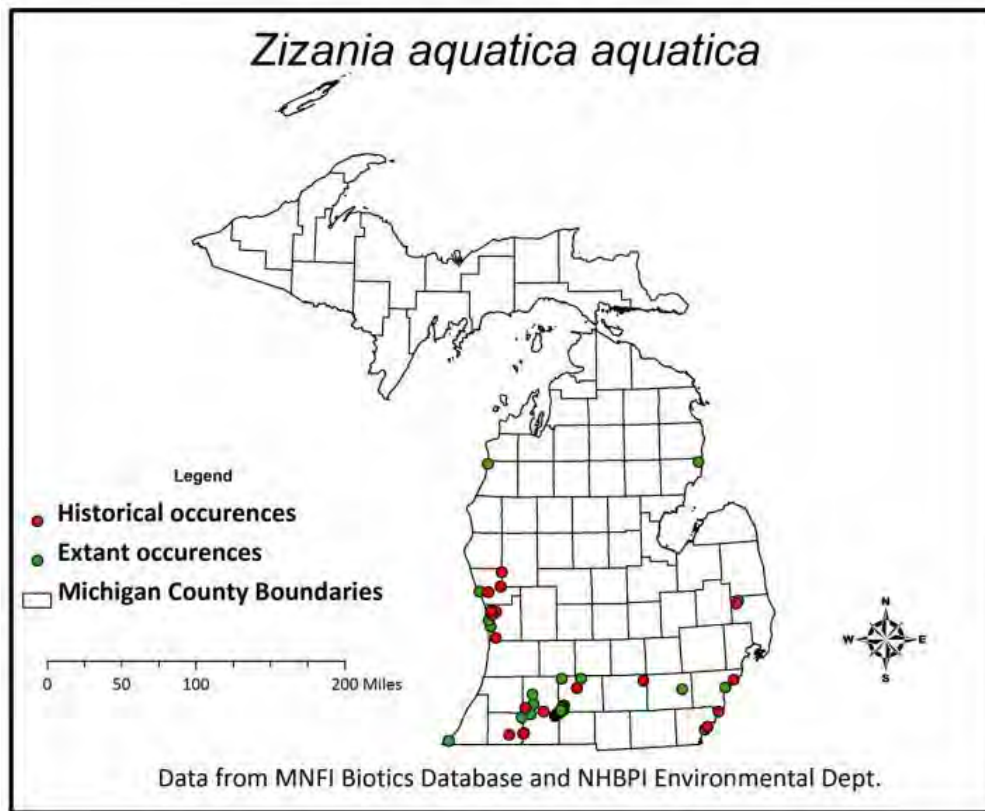 Zizania aquatica aquatica
Legend
Historical occurences
Extant occurences
Michigan County Boundaries
0 50 100 200 Miles
N
W E
S
Data from MNFI Biotics Database and NHBPI Environmental Dept.